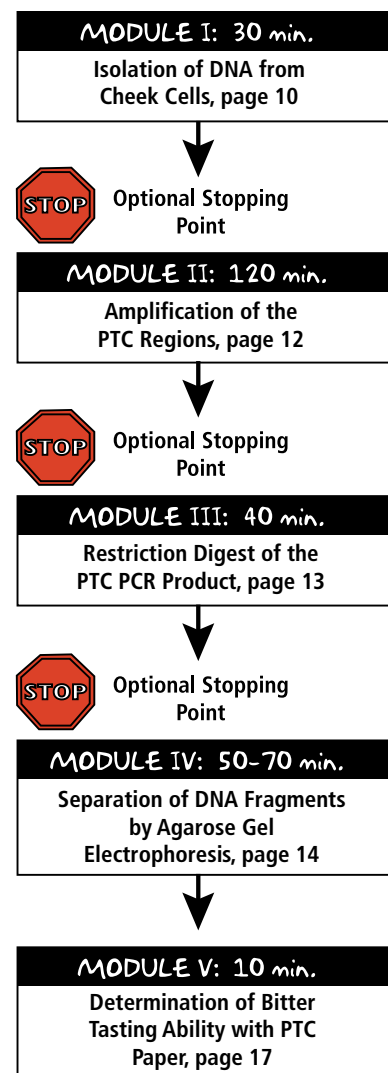 MODULE I: 30 min.
Isolation of DNA from
Cheek Cells, page 10
STOP
Optional Stopping
Point
MODULE II: 120 min.
Amplification of the
PTC Regions, page 12
STOP
Optional Stopping
Point
MODULE III: 40 min.
Restriction Digest of the
PTC PCR Product, page 13
STOP
Optional Stopping
Point
MODULE IV: 50-70 min.
Separation of DNA Fragments
by Agarose Gel
Electrophoresis, page 14
MODULE V: 10 min.
Determination of Bitter
Tasting Ability with PTC
Paper, page 17